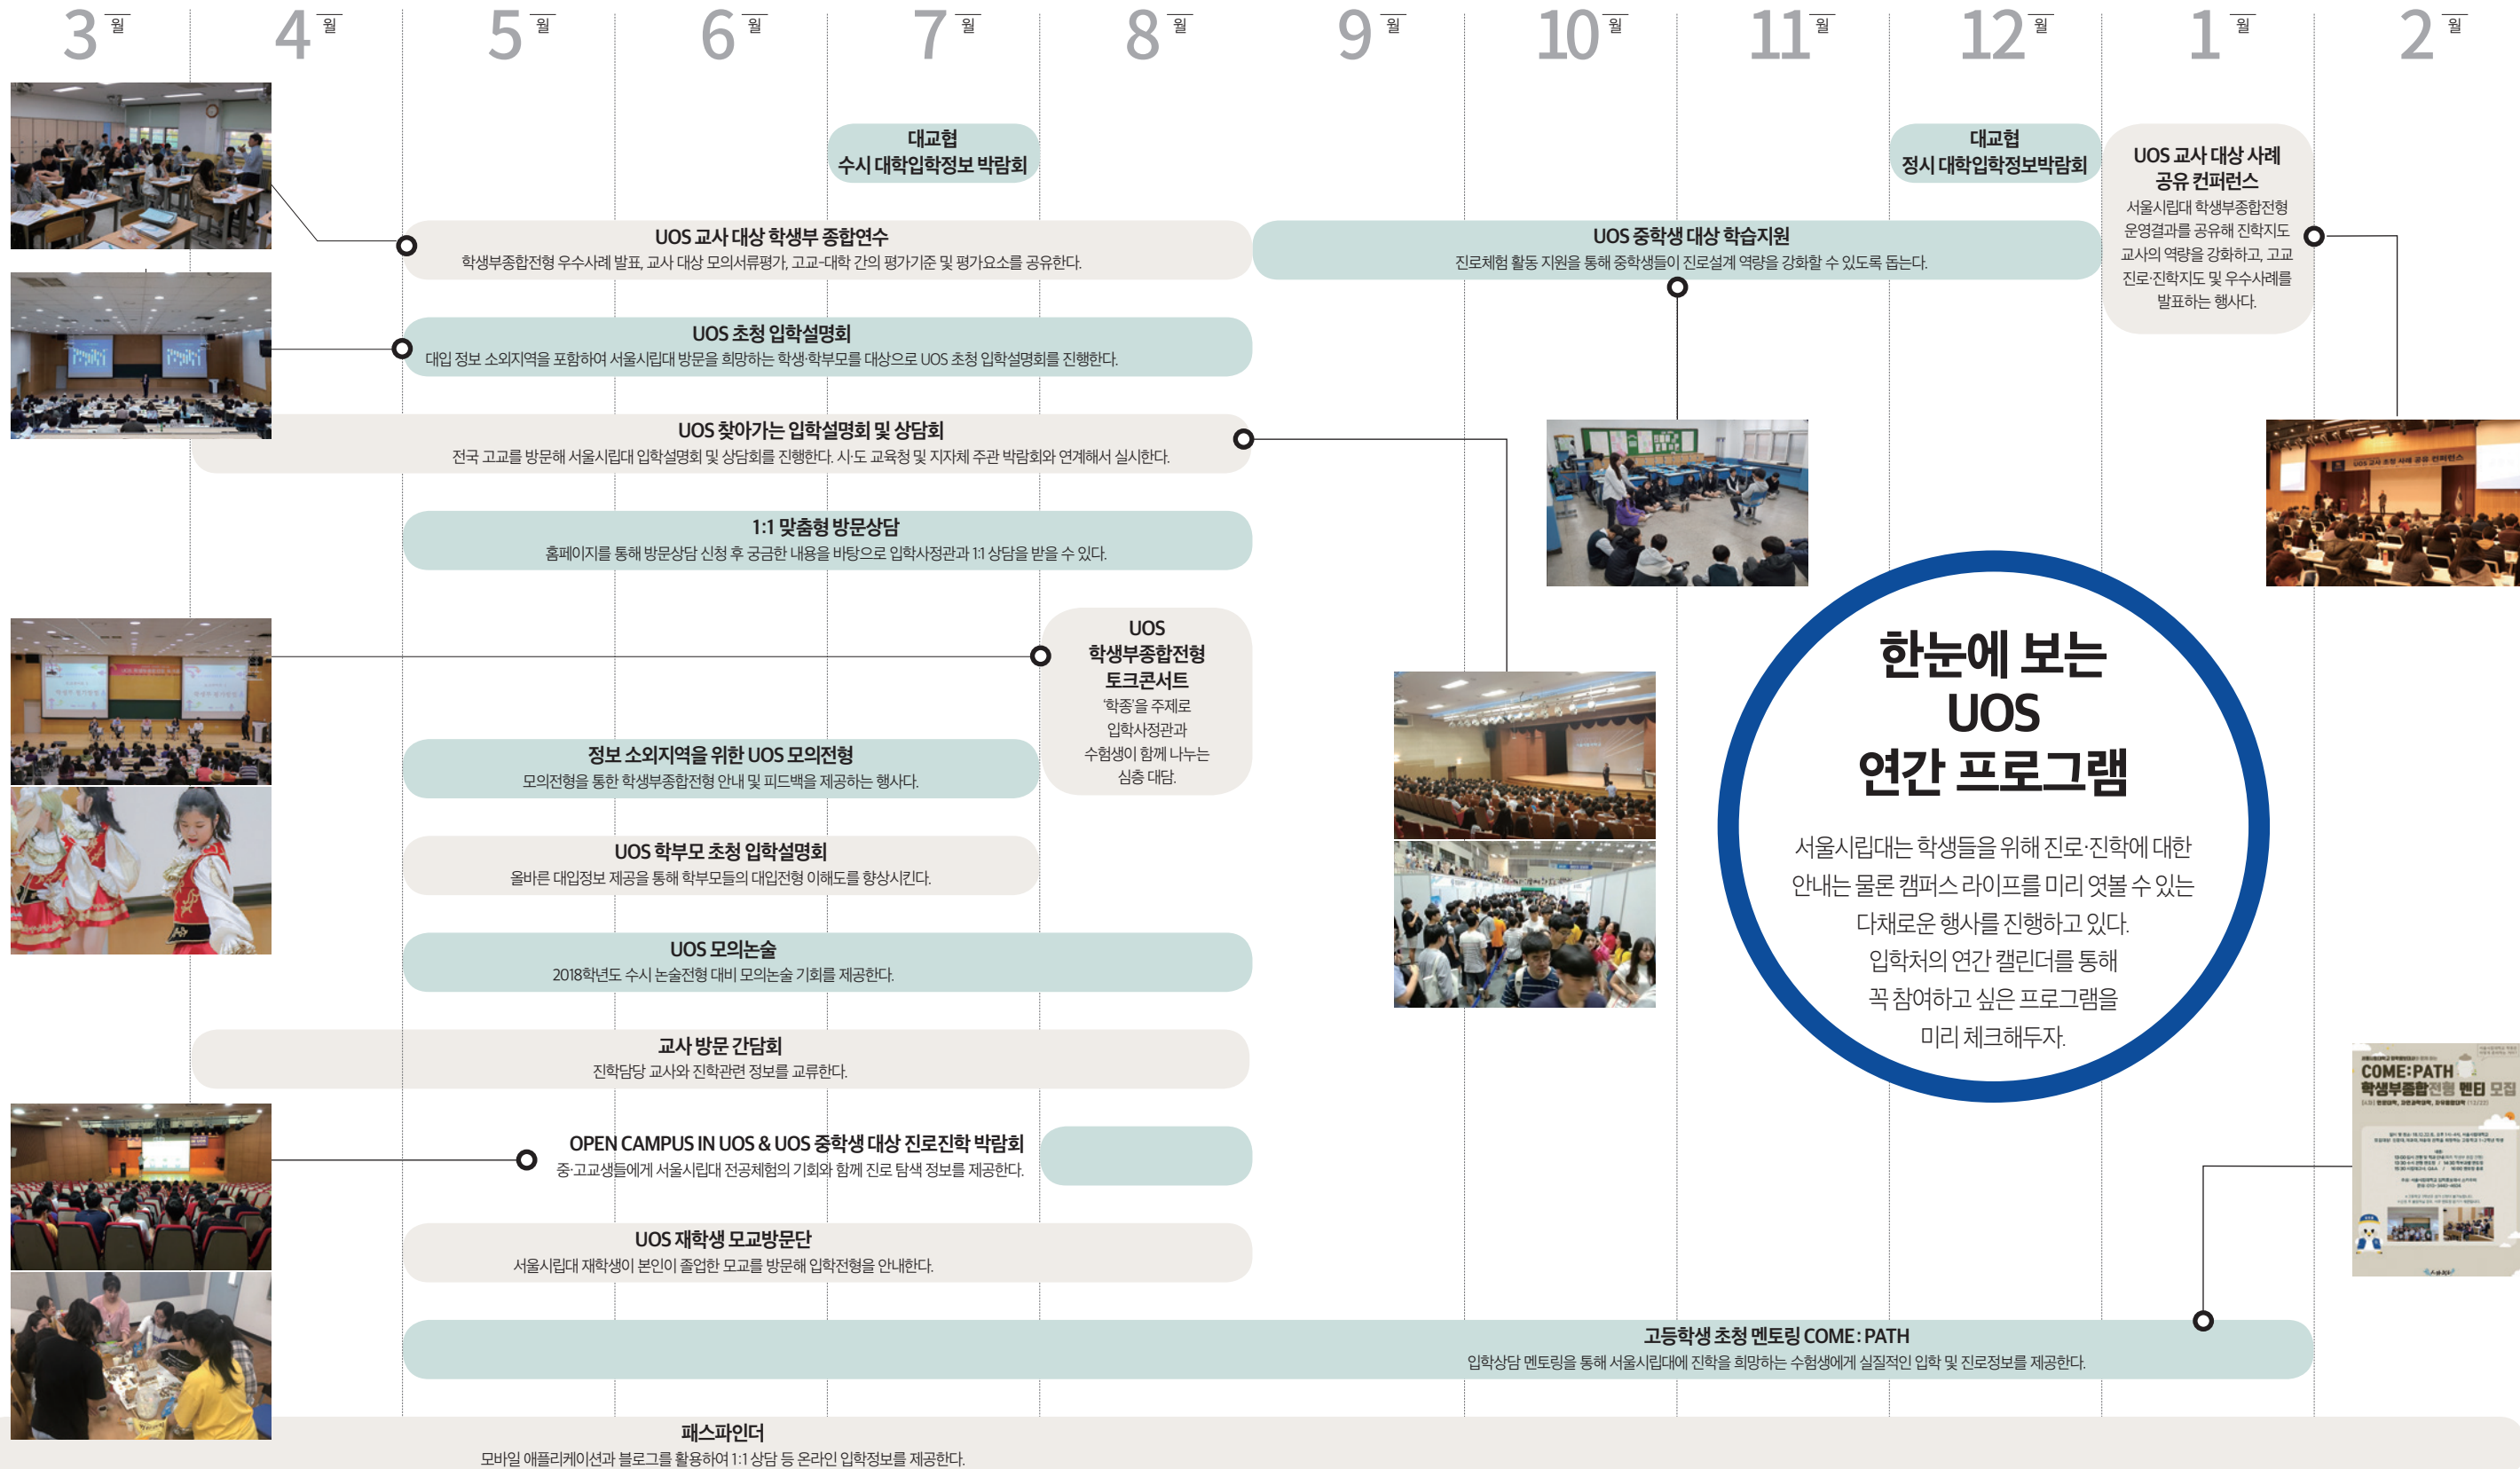 3월
4월
5월
6월
7월
8월
9월
10월
11월
12월
1월
2월
대교협
수시 대학입학정보 박람회
대교협
정시 대학입학정보박람회
UOS 교사 대상 사례
공유 컨퍼런스
서울시립대 학생부종합전형
운영결과를 공유해 진학지도
교사의 역량을 강화하고, 고교
진로·진학지도 및 우수사례를
발표하는 행사다.
UOS 교사 대상 학생부 종합연수
학생부종합전형 우수사례 발표, 교사 대상 모의서류평가, 고교-대학 간의 평가기준 및 평가요소를 공유한다.
UOS 중학생 대상 학습지원
진로체험 활동 지원을 통해 중학생들이 진로설계 역량을 강화할 수 있도록 돕는다.
UOS 초청 입학설명회
대입 정보 소외지역을 포함하여 서울시립대 방문을 희망하는 학생·학부모를 대상으로 UOS 초청 입학설명회를 진행한다.
UOS 찾아가는 입학설명회 및 상담회
전국 고교를 방문해 서울시립대 입학설명회 및 상담회를 진행한다. 시·도 교육청 및 지자체 주관 박람회와 연계해서 실시한다.
UOS 교사 초청 사례 공유 컨퍼런스
1:1 맞춤형 방문상담
홈페이지를 통해 방문상담 신청 후 궁금한 내용을 바탕으로 입학사정관과 1:1 상담을 받을 수 있다.
UOS
학생부종합전형
토크콘서트
'학종'을 주제로
입학사정관과
수험생이 함께 나누는
심층 대담.
정보 소외지역을 위한 UOS 모의전형
모의전형을 통한 학생부종합전형 안내 및 피드백을 제공하는 행사다.
UOS 학부모 초청 입학설명회
올바른 대입정보 제공을 통해 학부모들의 대입전형 이해도를 향상시킨다.
UOS 모의논술
2018학년도 수시 논술전형 대비 모의논술 기회를 제공한다.
교사 방문 간담회
진학담당 교사와 진학관련 정보를 교류한다.
OPEN CAMPUS IN UOS & UOS 중학생 대상 진로진학 박람회
중·고교생들에게 서울시립대 전공체험의 기회와 함께 진로 탐색 정보를 제공한다.
UOS 재학생 모교방문단
서울시립대 재학생이 본인이 졸업한 모교를 방문해 입학전형을 안내한다.
고등학생 초청 멘토링 COME : PATH
입학상담 멘토링을 통해 서울시립대에 진학을 희망하는 수험생에게 실질적인 입학 및 진로정보를 제공한다.
패스파인더
모바일 애플리케이션과 블로그를 활용하여 1:1 상담 등 온라인 입학정보를 제공한다.
한눈에 보는
UOS
연간 프로그램
서울시립대는 학생들을 위해 진로·진학에 대한
안내는 물론 캠퍼스 라이프를 미리 엿볼 수 있는
다채로운 행사를 진행하고 있다.
입학처의 연간 캘린더를 통해
꼭 참여하고 싶은 프로그램을
미리 체크해두자.
COME:PATH
학생부종합전형 멘티 모집